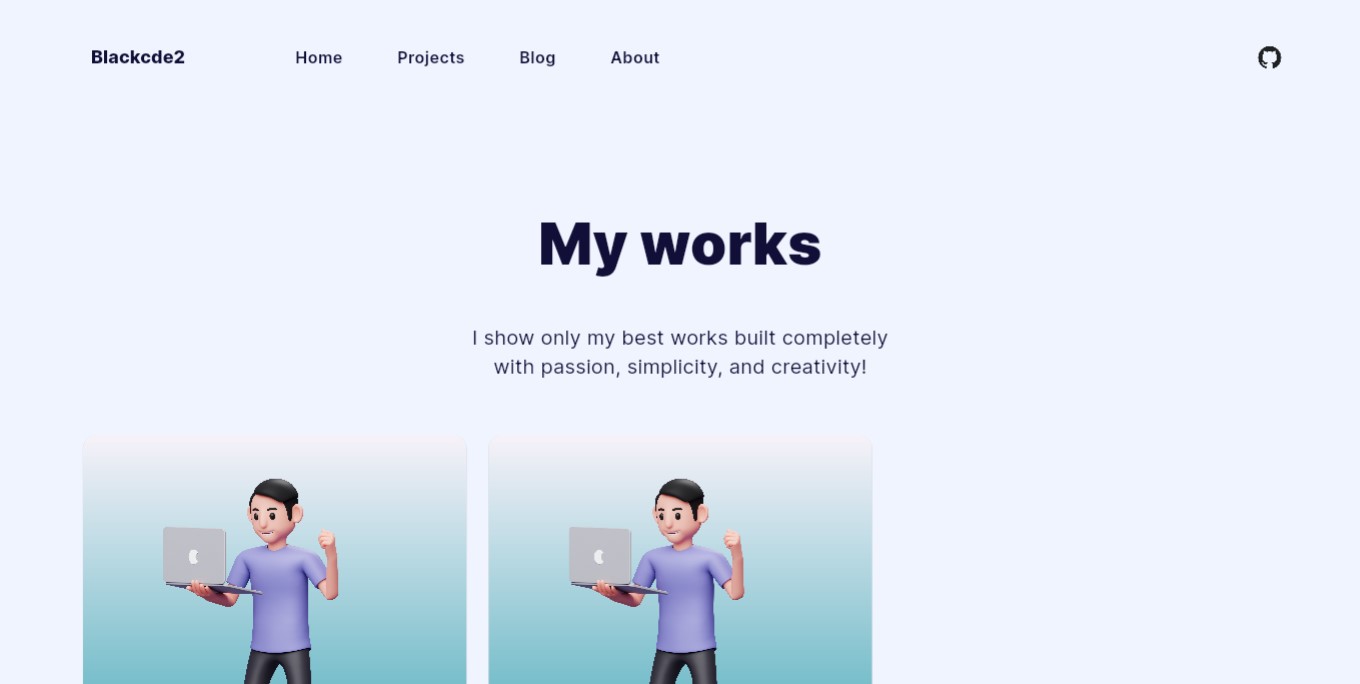 Blackcde2 Home Projects Blog About
My works
I show only my best works built completely
with passion, simplicity, and creativity!